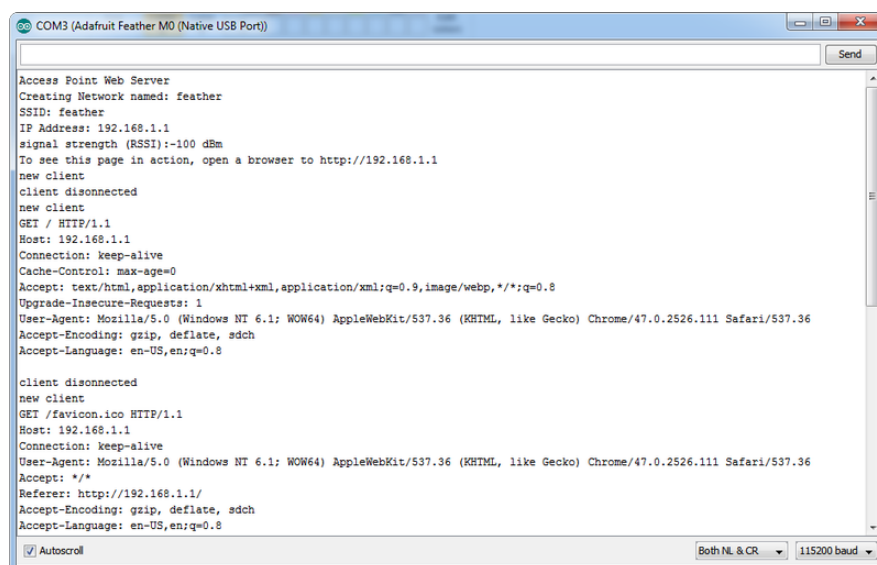 COM3 (Adafruit Feather M0 (Native USB Port))
Send
Access Point Web Server
Creating Network named: feather
SSID: feather
IP Address: 192.168.1.1
signal strength (RSSI):-100 dBm
To see this page in action, open a browser to http://192.168.1.1
new client
client disonnected
new client
GET / HTTP/1.1
Host: 192.168.1.1
Connection: keep-alive
Cache-Control: max-age=0
Accept: text/html,application/xhtml+xml,application/xml;q=0.9,image/webp,*/*;q=0.8
Upgrade-Insecure-Requests: 1
User-Agent: Mozilla/5.0 (Windows NT 6.1; WOW64) AppleWebKit/537.36 (KHTML, like Gecko) Chrome/47.0.2526.111 Safari/537.36
Accept-Encoding: gzip, deflate, sdch
Accept-Language: en-US,en;q=0.8
client disonnected
new client
GET /favicon.ico HTTP/1.1
Host: 192.168.1.1
Connection: keep-alive
User-Agent: Mozilla/5.0 (Windows NT 6.1; WOW64) AppleWebKit/537.36 (KHTML, like Gecko) Chrome/47.0.2526.111 Safari/537.36
Accept: */*
Referer: http://192.168.1.1/
Accept-Encoding: gzip, deflate, sdch
Accept-Language: en-US,en;q=0.8
Autoscroll
Both NL & CR
115200 baud